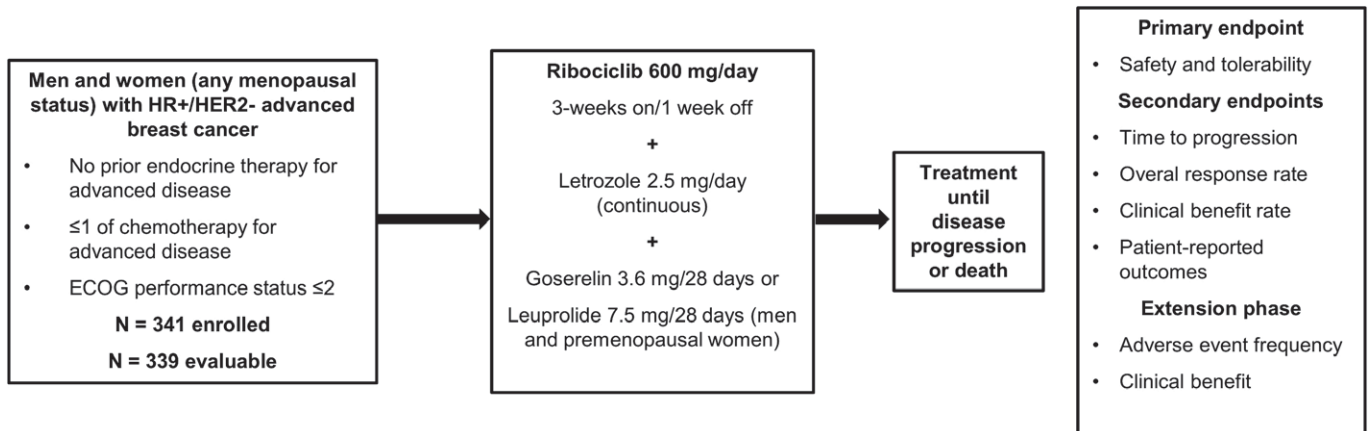 Men and women (any menopausal
status) with HR+/HER2- advanced
breast cancer
• No prior endocrine therapy for
advanced disease
• ≤1 of chemotherapy for
advanced disease
• ECOG performance status ≤2
N = 341 enrolled
N = 339 evaluable
Ribociclib 600 mg/day
3-weeks on/1 week off
+
Letrozole 2.5 mg/day
(continuous)
+
Goserelin 3.6 mg/28 days or
Leuprolide 7.5 mg/28 days (men
and premenopausal women)
Treatment
until
disease
progression
or death
Primary endpoint
• Safety and tolerability
Secondary endpoints
• Time to progression
• Overal response rate
• Clinical benefit rate
• Patient-reported
outcomes
Extension phase
• Adverse event frequency
• Clinical benefit